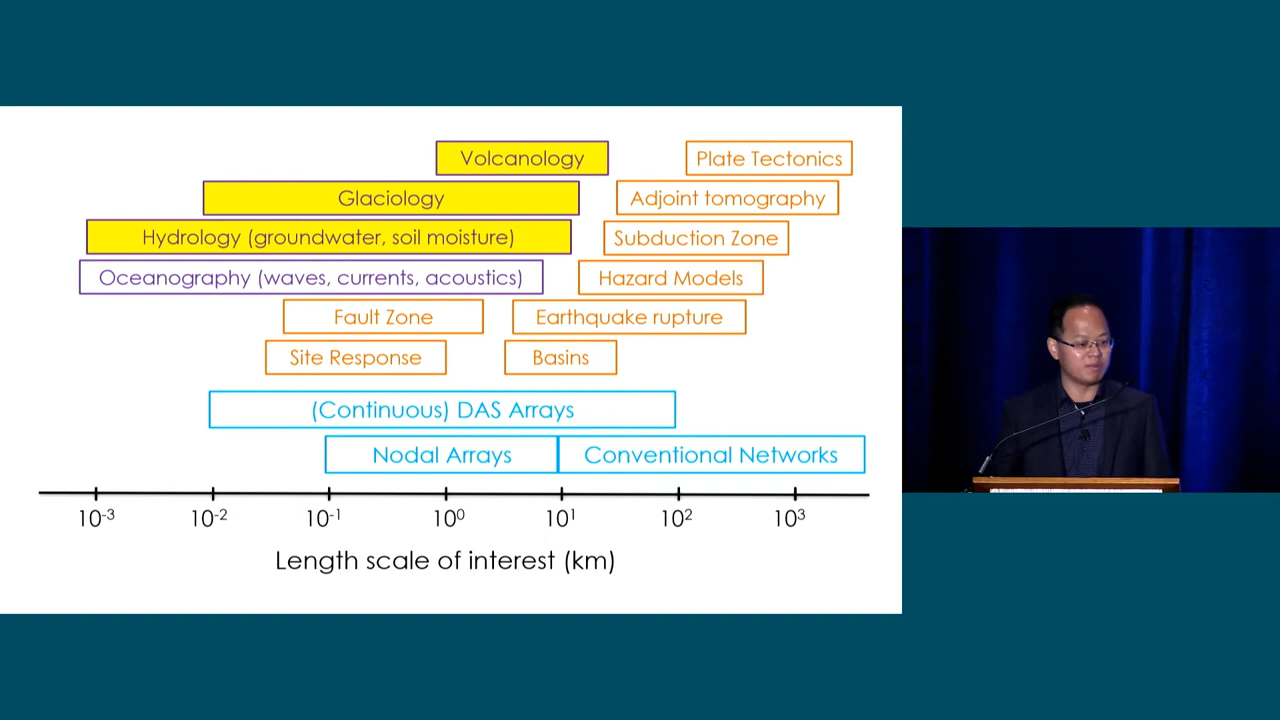 Volcanology
Plate Tectonics
Glaciology
Adjoint tomography
Hydrology (groundwater, soil moisture)
Subduction Zone
Oceanography (waves, currents, acoustics)
Hazard Models
Fault Zone
Earthquake rupture
Site Response
Basins
(Continuous) DAS Arrays
Nodal Arrays
Conventional Networks
10⁻³ 10⁻² 10⁻¹ 10⁰ 10¹ 10² 10³
Length scale of interest (km)